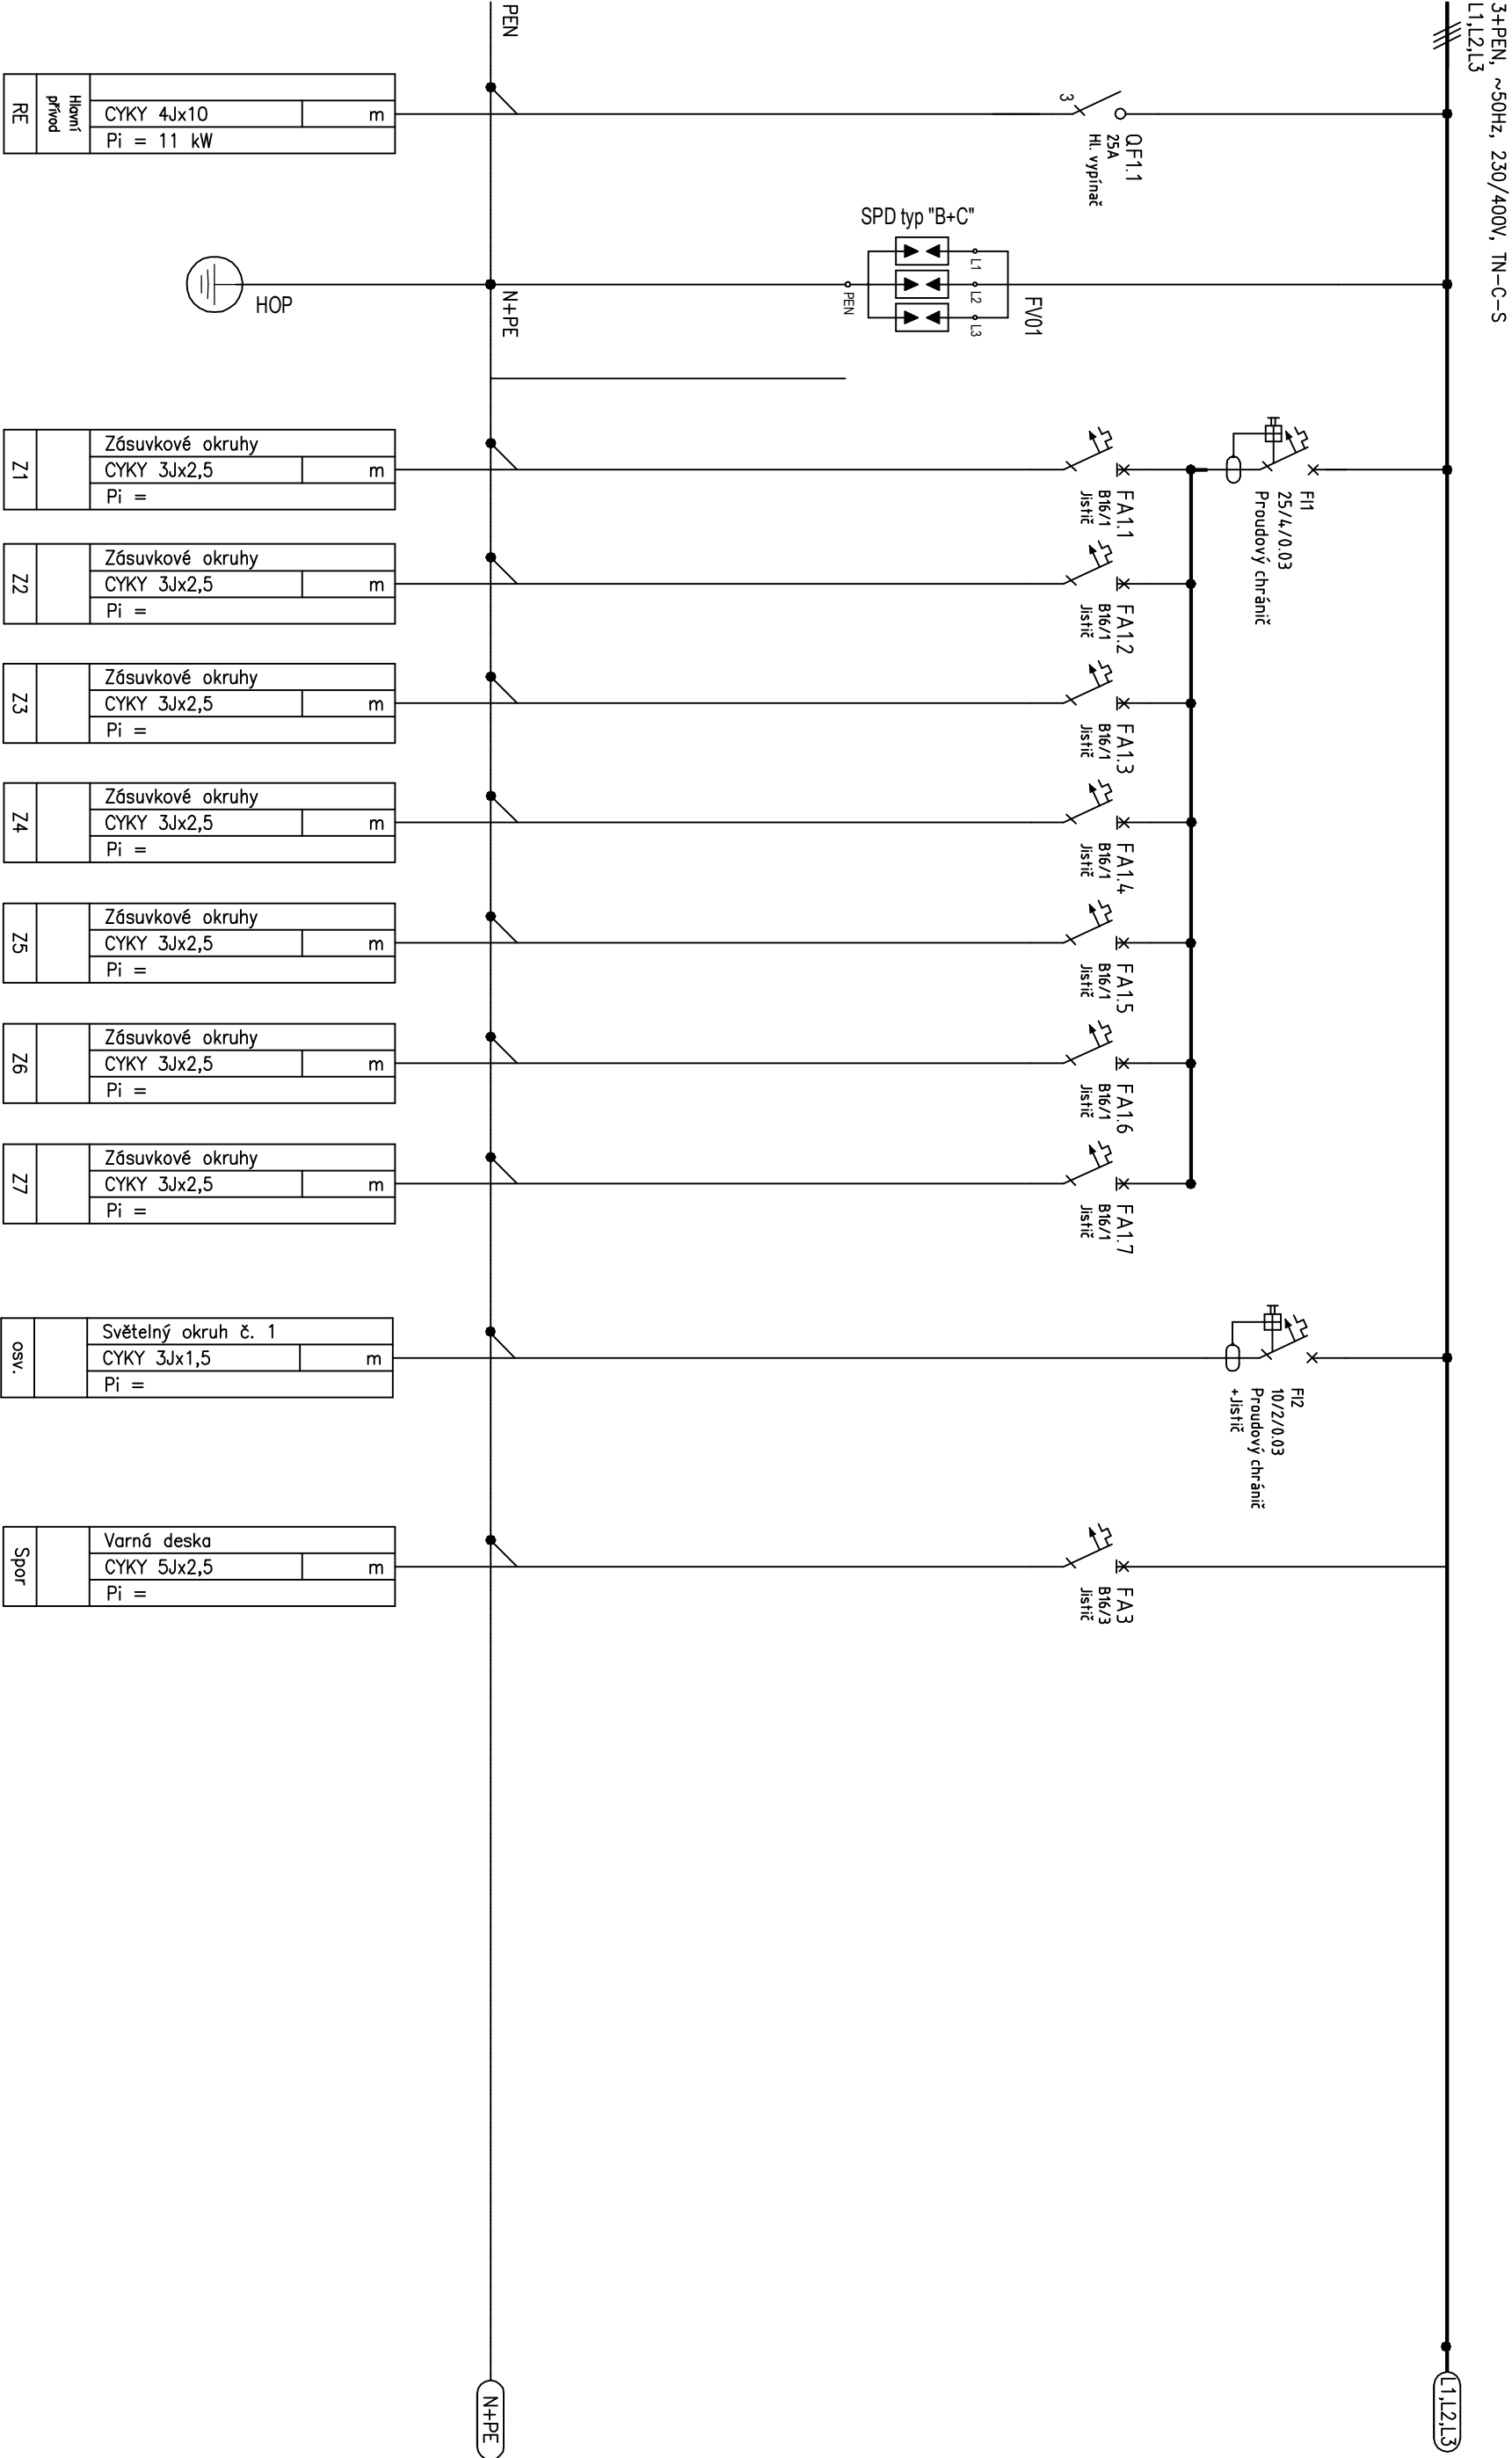 3+PEN, ~50Hz, 230/400V, TN-C-S
L1,L2,L3
PEN
RE
Hlavní
přívod
CYKY 4Jx10 m
Pi = 11 kW
QF1.1
25A
Hl. vypínač
3
SPD typ "B+C"
L1
L2
L3
PEN
FV01
HOP
N+PE
FI1
25/4/0.03
Proudový chránič
Z1
Zásuvkové okruhy
CYKY 3Jx2,5 m
Pi =
FA1.1
B16/1
Jistič
Z2
Zásuvkové okruhy
CYKY 3Jx2,5 m
Pi =
FA1.2
B16/1
Jistič
Z3
Zásuvkové okruhy
CYKY 3Jx2,5 m
Pi =
FA1.3
B16/1
Jistič
Z4
Zásuvkové okruhy
CYKY 3Jx2,5 m
Pi =
FA1.4
B16/1
Jistič
Z5
Zásuvkové okruhy
CYKY 3Jx2,5 m
Pi =
FA1.5
B16/1
Jistič
Z6
Zásuvkové okruhy
CYKY 3Jx2,5 m
Pi =
FA1.6
B16/1
Jistič
Z7
Zásuvkové okruhy
CYKY 3Jx2,5 m
Pi =
FA1.7
B16/1
Jistič
osv.
Světelný okruh č. 1
CYKY 3Jx1,5 m
Pi =
FI2
10/2/0.03
Proudový chránič
+Jistič
Spor
Varná deska
CYKY 5Jx2,5 m
Pi =
FA3
B16/3
Jistič
N+PE
L1,L2,L3